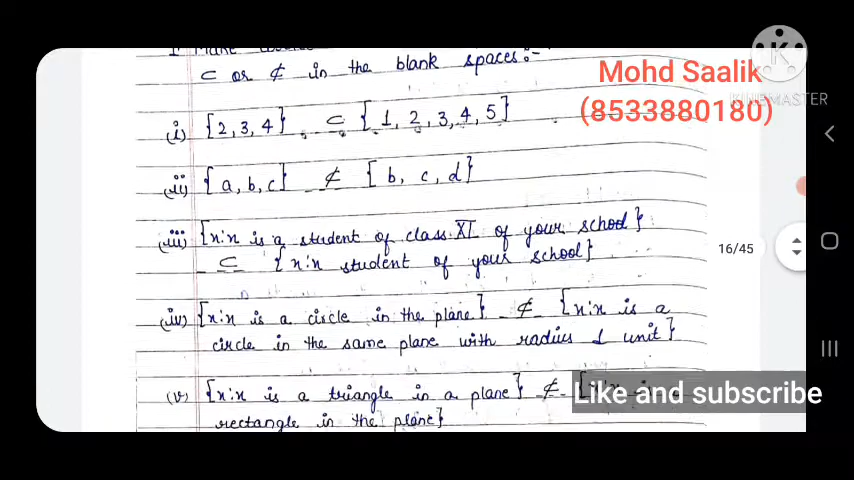 1 Make
⊂ or ⊄ in the blank spaces:-
Mohd Saalik
(8533880180)
KINEMASTER
(i) {2,3,4} ⊂ {1, 2, 3, 4, 5}
(ii) {a, b, c} ⊄ {b, c, d}
(iii) {x:x is a student of class XI of your school}
⊂ {x:x student of your school}
16/45
(iv) {x:x is a circle in the plane} ⊄ {x:x is a
circle in the same plane with radius 1 unit}
(v) {x:x is a triangle in a plane} ⊄
Like and subscribe
rectangle in the plane}